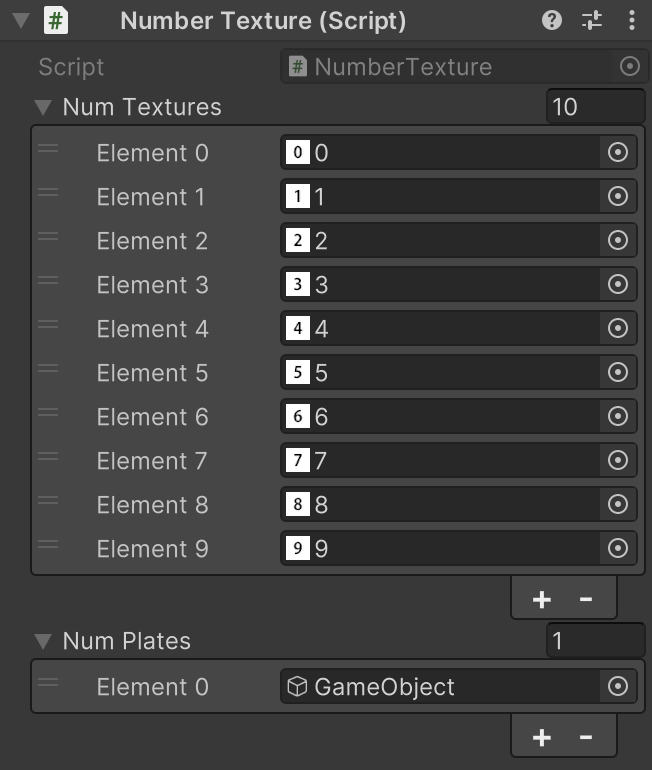 # Number Texture (Script)
Script # NumberTexture
Num Textures 10
Element 0 0 0
Element 1 1 1
Element 2 2 2
Element 3 3 3
Element 4 4 4
Element 5 5 5
Element 6 6 6
Element 7 7 7
Element 8 8 8
Element 9 9 9
+ -
Num Plates 1
Element 0 GameObject
+ -